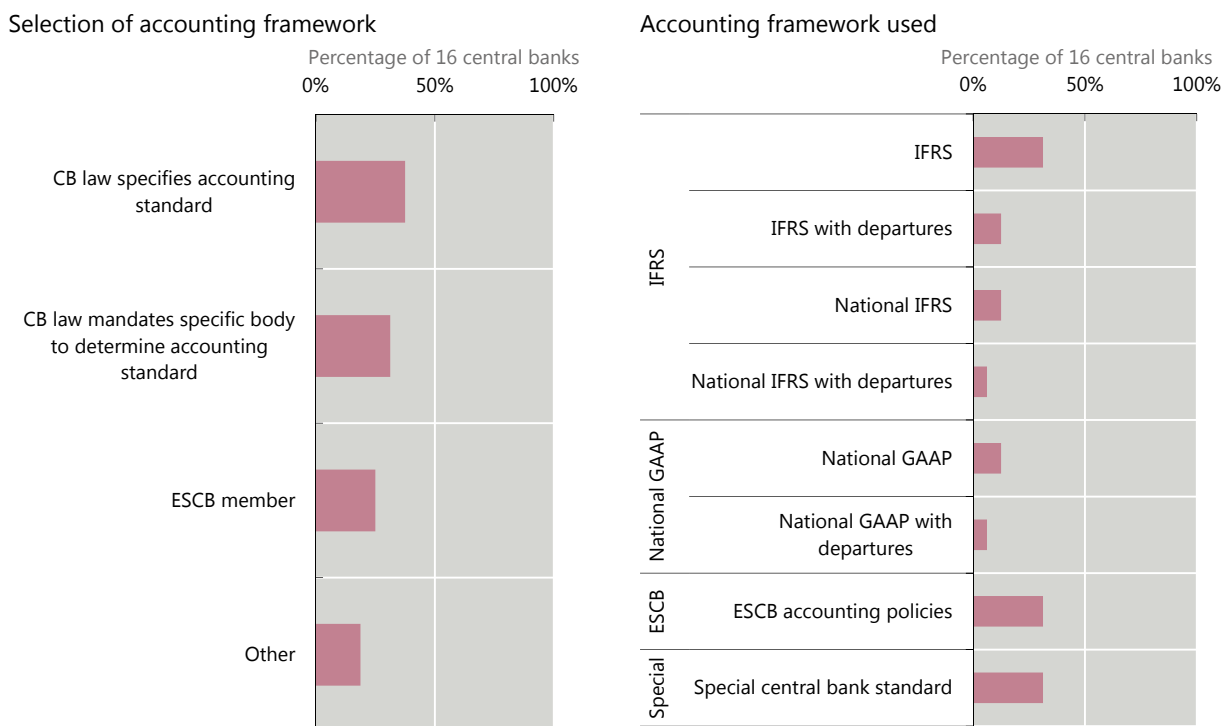 Selection of accounting framework
Percentage of 16 central banks
0% 50% 100%
CB law specifies accounting
standard
CB law mandates specific body
to determine accounting
standard
ESCB member
Other
Accounting framework used
Percentage of 16 central banks
0% 50% 100%
IFRS
IFRS
IFRS with departures
National IFRS
National IFRS with departures
National GAAP
National GAAP
National GAAP with
departures
ESCB
ESCB accounting policies
Special
Special central bank standard